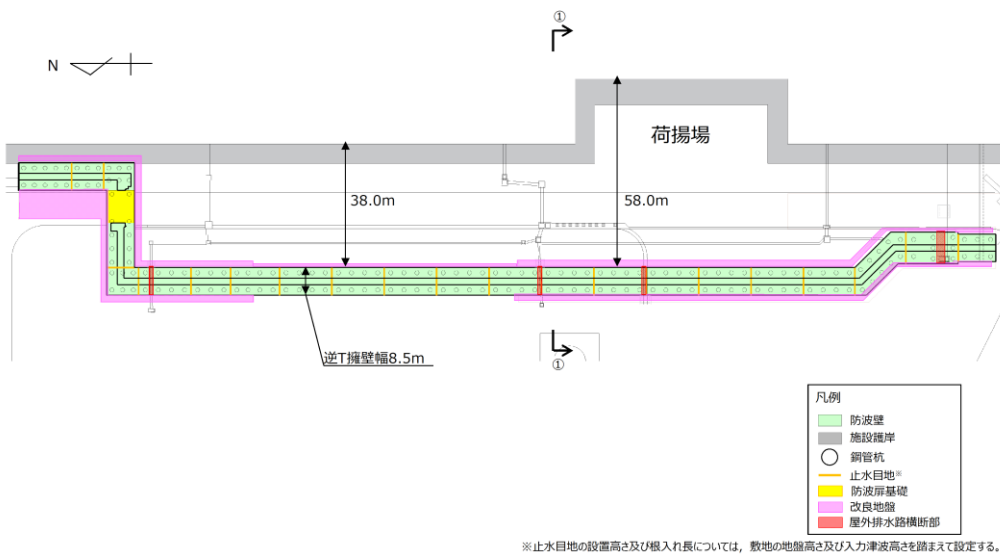 ①
N
荷揚場
38.0m
58.0m
逆T擁壁幅8.5m
①
凡例
防波壁
施設護岸
鋼管杭
止水目地※
防波扉基礎
改良地盤
屋外排水路横断部
※止水目地の設置高さ及び根入れ長については，敷地の地盤高さ及び入力津波高さを踏まえて設定する。